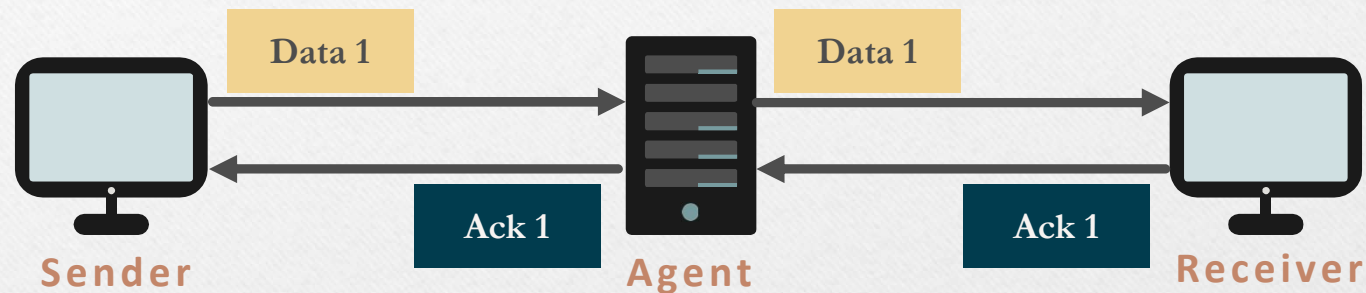 Data 1
Data 1
Ack 1
Ack 1
Sender
Agent
Receiver